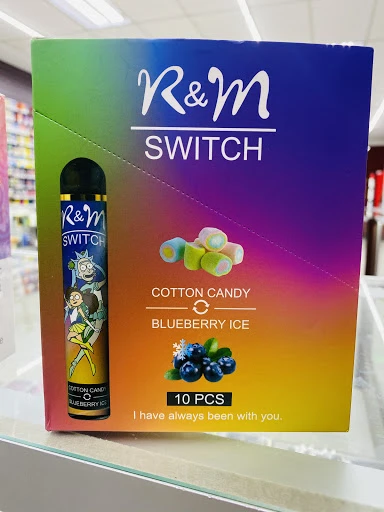 R&M
SWITCH
R&M
SWITCH
COTTON CANDY
BLUEBERRY ICE
COTTON CANDY
BLUEBERRY ICE
10 PCS
I have always been with you.